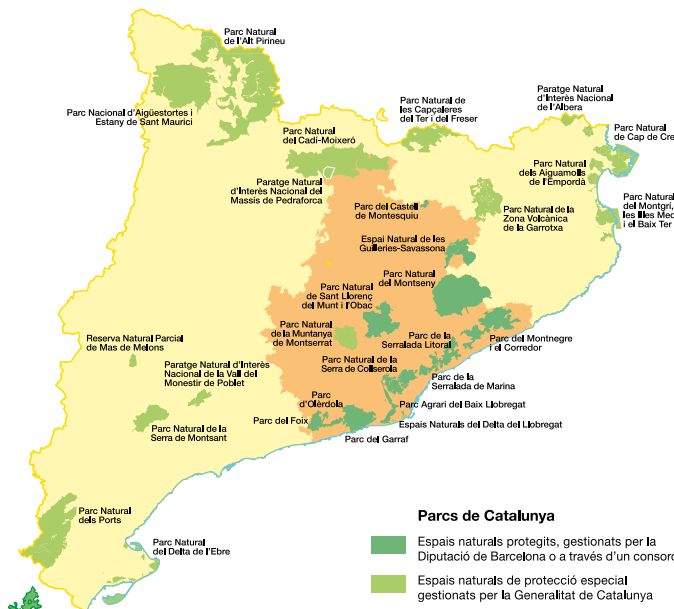 Parc Natural
de l'Alt Pirineu
Parc Nacional d'Aigüestortes i
Estany de Sant Maurici
Parc Natural de
les Capçaleres
del Ter i del Freser
Paratge Natural
d'Interès Nacional
de l'Albera
Parc Natural
de Cap de Cre
Parc Natural
del Cadí-Moixeró
Parc Natural
dels Aiguamolls
de l'Empordà
Paratge Natural
d'Interès Nacional del
Massís de Pedraforca
Parc del Castell
de Montesquiu
Parc Natural de la
Zona Volcànica
de la Garrotxa
Parc Natural
del Montgrí,
les Illes Med
i el Baix Ter
Espai Natural de les
Guilleries-Savassona
Parc Natural
del Montseny
Parc Natural
de Sant Llorenç
del Munt i l'Obac
Parc Natural
de la Muntanya
de Montserrat
Parc de la
Serralada Litoral
Parc del Montnegre
i el Corredor
Reserva Natural Parcial
de Mas de Melons
Paratge Natural d'Interès
Nacional de la Vall del
Monestir de Poblet
Parc Natural de la
Serra de Collserola
Parc de la
Serralada de Marina
Parc
d'Olèrdola
Parc Agrari del Baix Llobregat
Parc del Foix
Espais Naturals del Delta del Llobregat
Parc Natural de la
Serra de Montsant
Parc del Garraf
Parc Natural
dels Ports
Parc Natural
del Delta de l'Ebre
Parcs de Catalunya
Espais naturals protegits, gestionats per la
Diputació de Barcelona o a través d'un consorc
Espais naturals de protecció especial
gestionats per la Generalitat de Catalunya